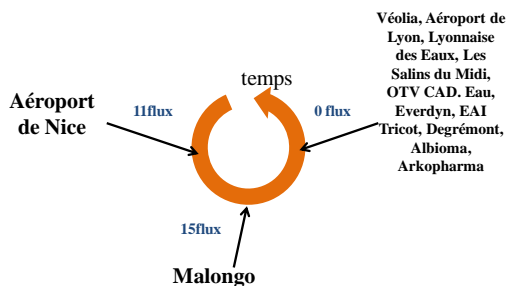 Véolia, Aéroport de
Lyon, Lyonnaise
des Eaux, Les
Salins du Midi,
OTV CAD. Eau,
Everdyn, EAI
Tricot, Degrémont,
Albioma,
Arkopharma
temps
Aéroport
de Nice
11flux
0 flux
15flux
Malongo